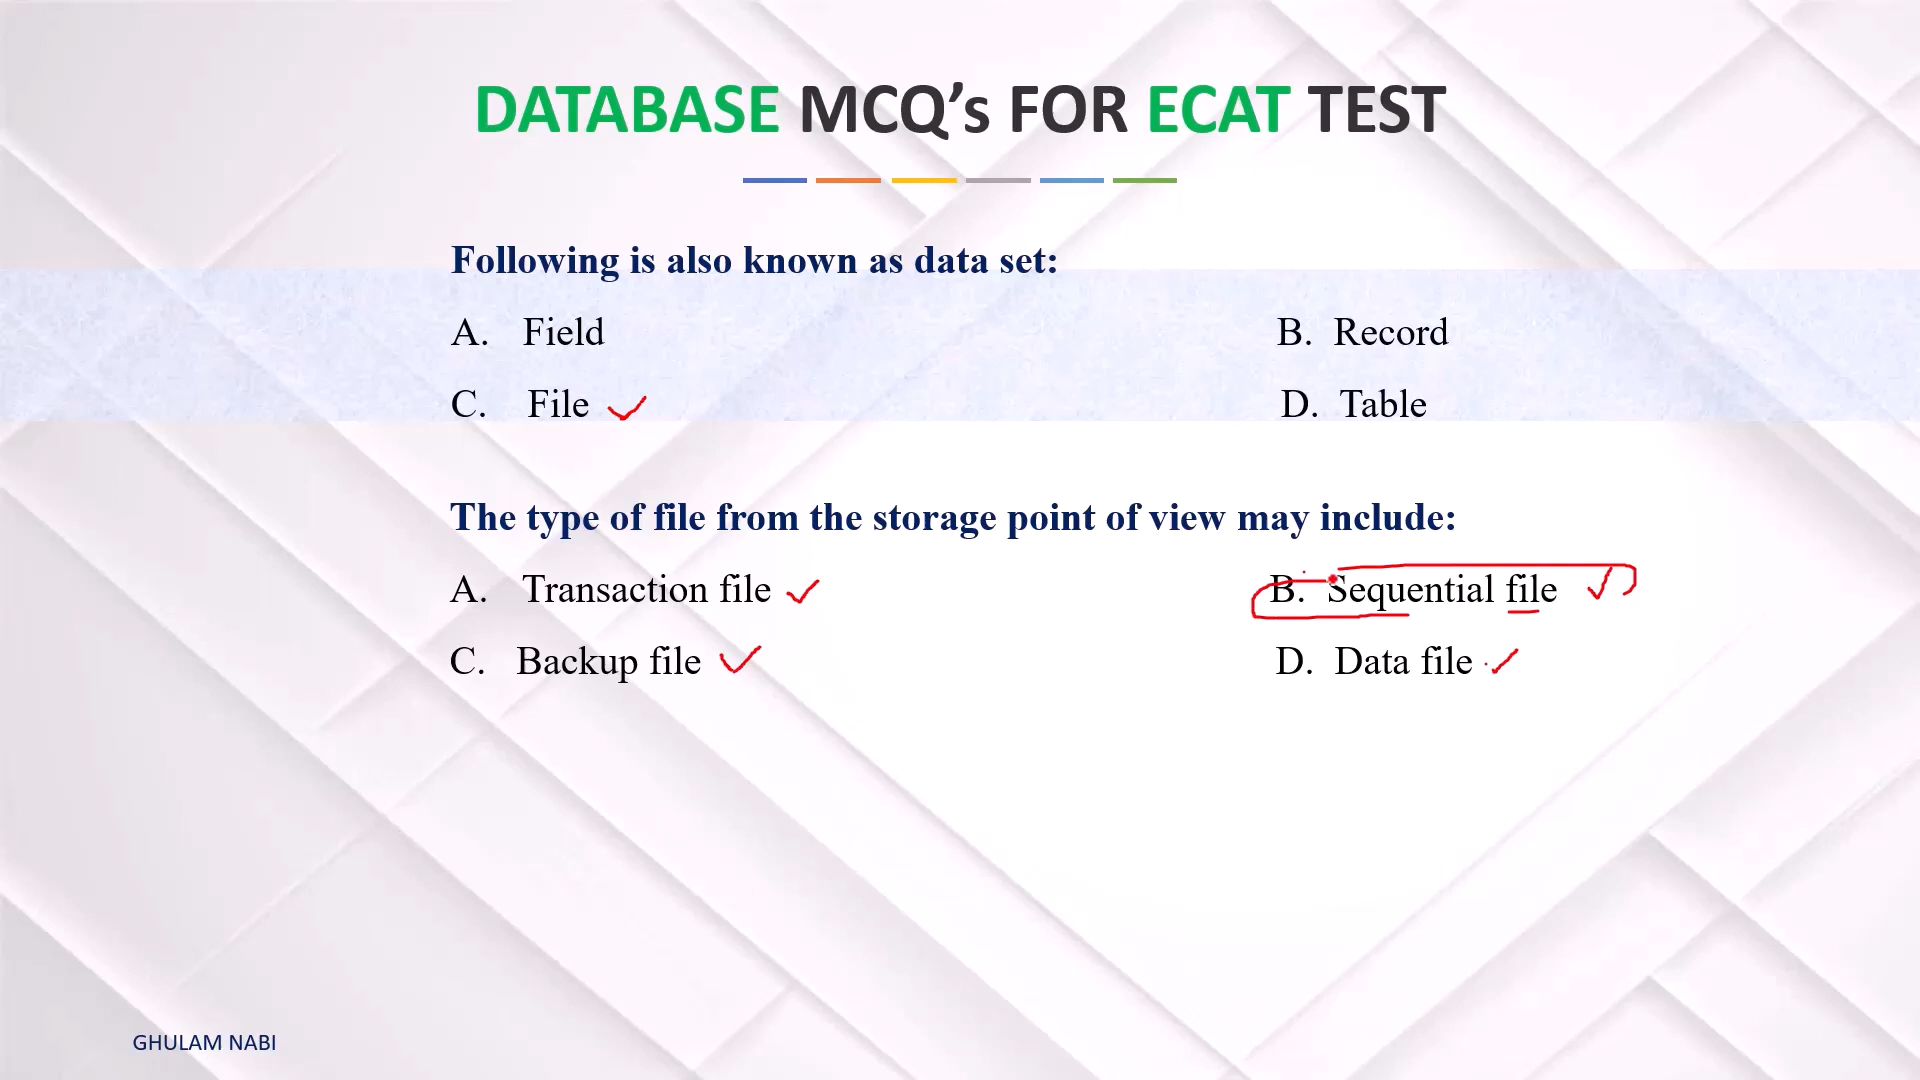 DATABASE MCQ’s FOR ECAT TEST
Following is also known as data set:
A. Field
B. Record
C. File
D. Table
The type of file from the storage point of view may include:
A. Transaction file
B. Sequential file
C. Backup file
D. Data file
GHULAM NABI